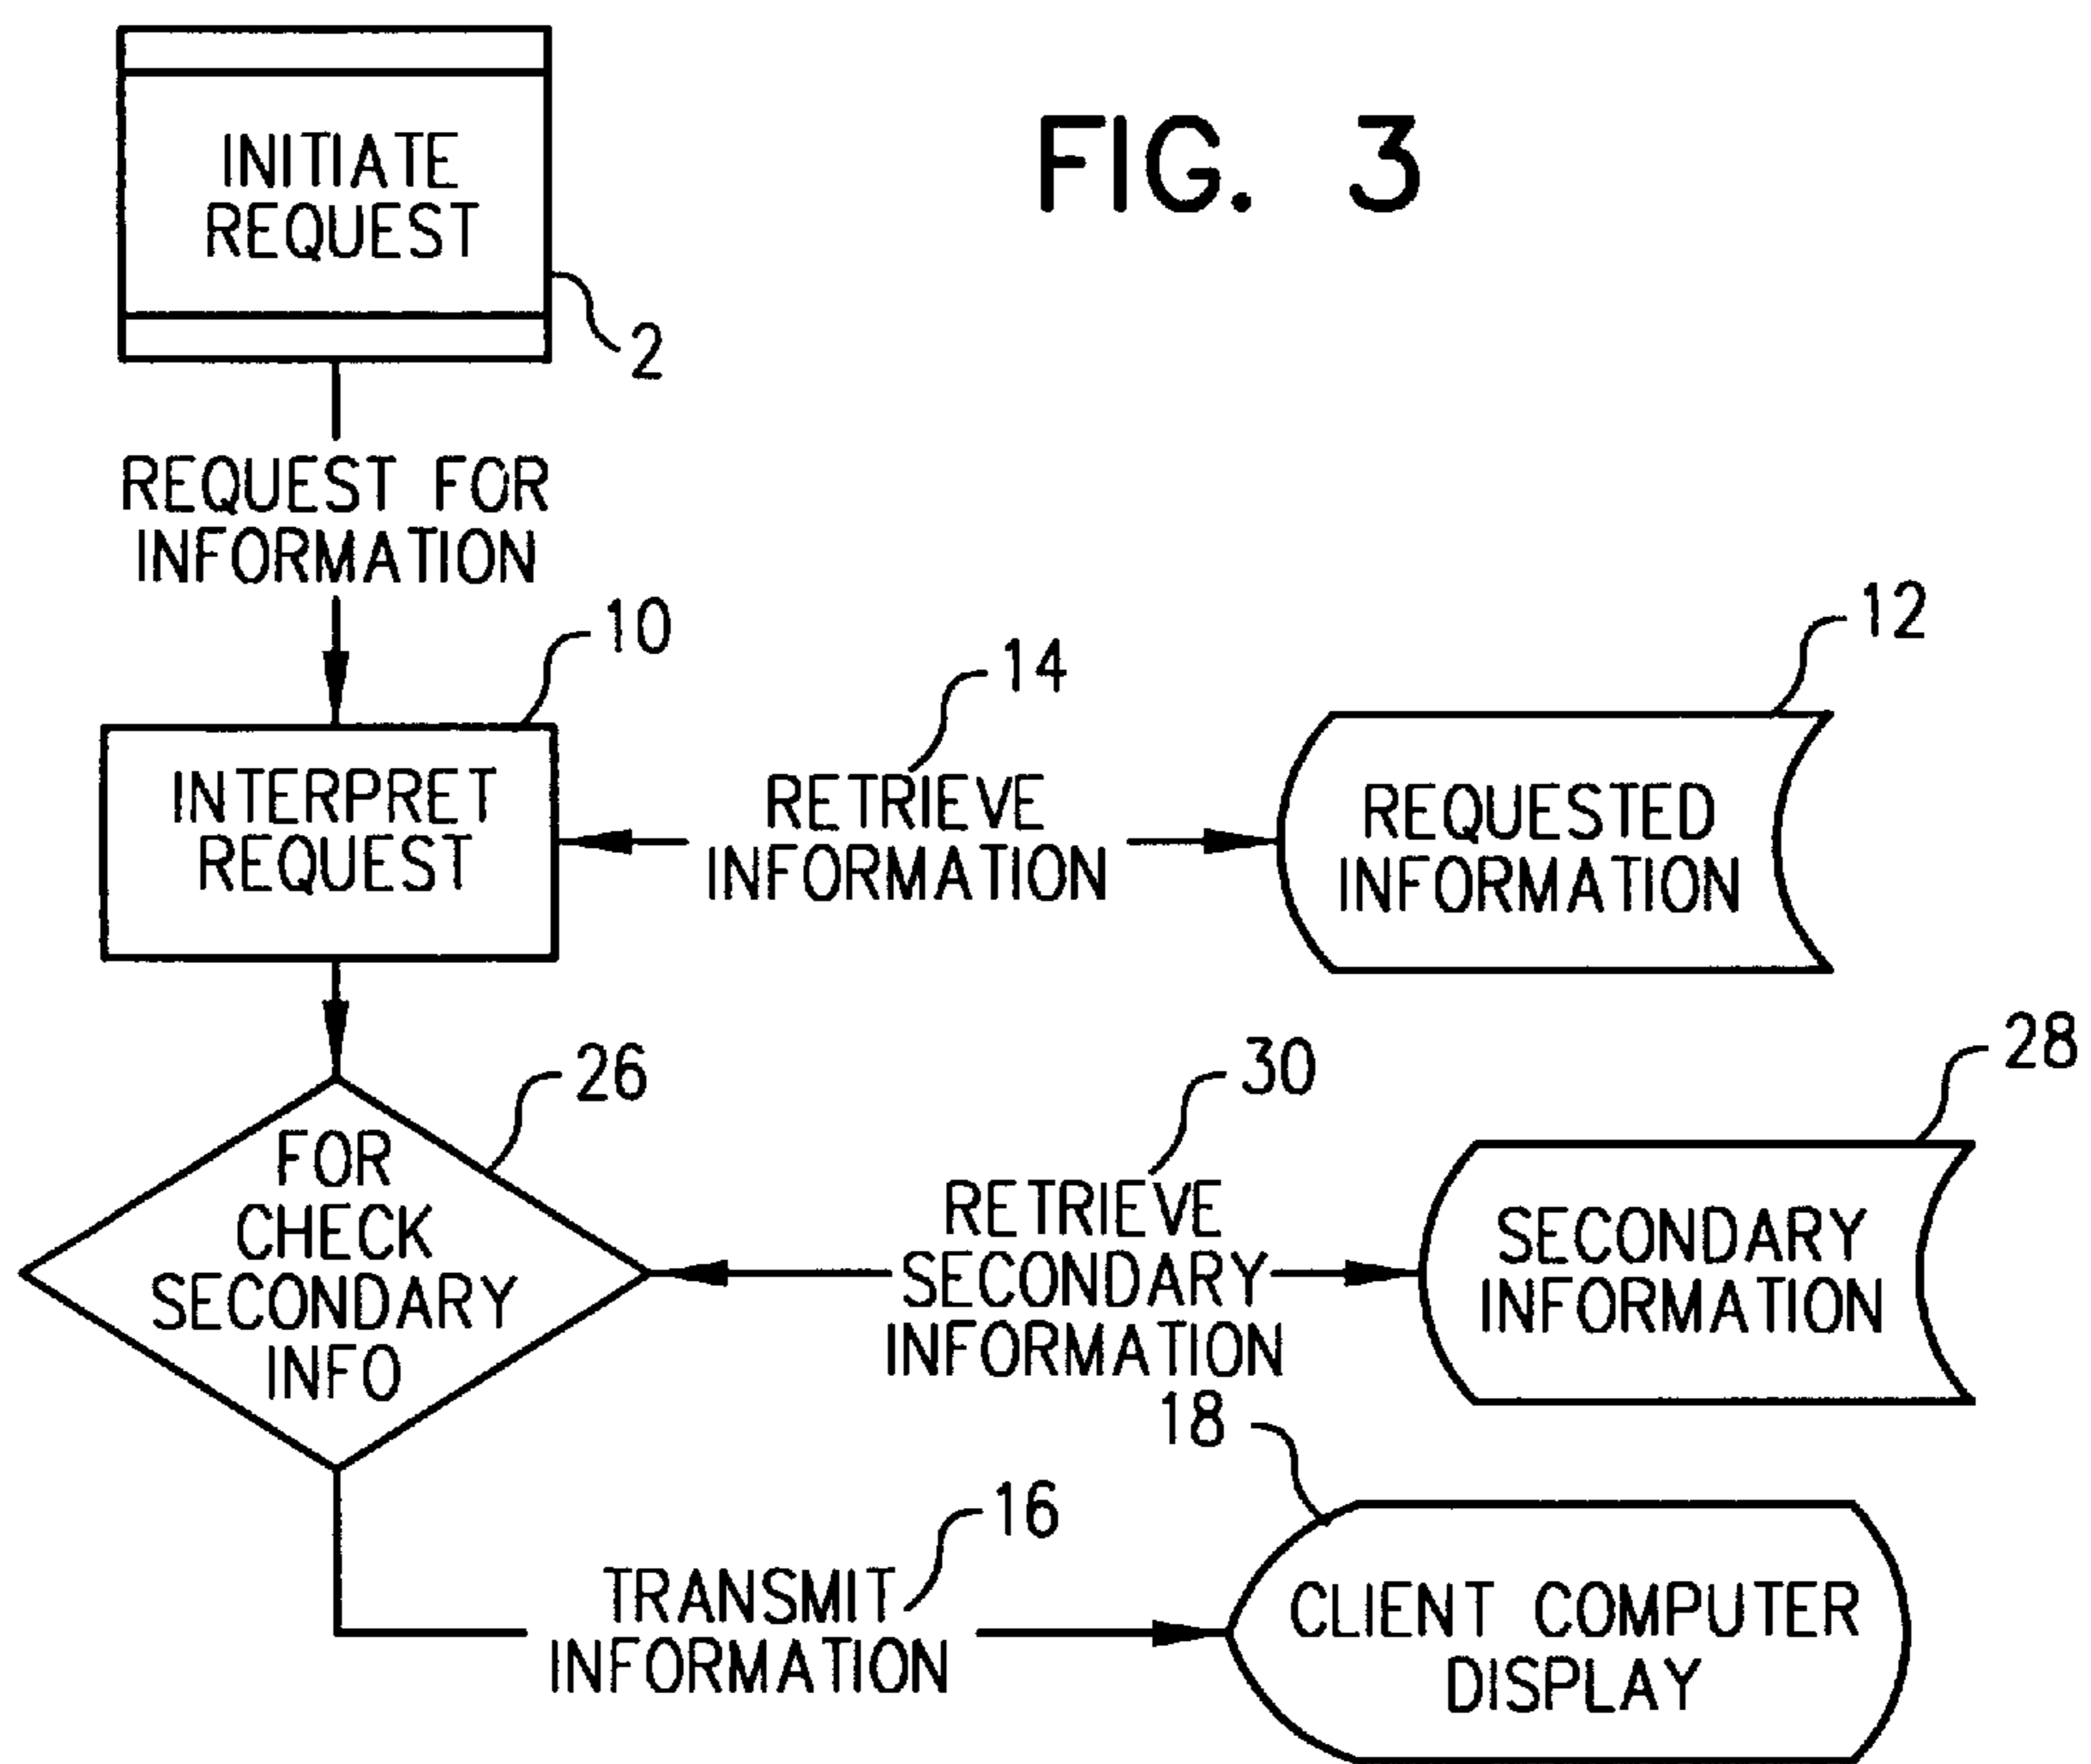 FIG. 3
INITIATE
REQUEST
2
REQUEST FOR
INFORMATION
10
INTERPRET
REQUEST
14
RETRIEVE
INFORMATION
12
REQUESTED
INFORMATION
26
FOR
CHECK
SECONDARY
INFO
30
RETRIEVE
SECONDARY
INFORMATION
28
SECONDARY
INFORMATION
16
TRANSMIT
INFORMATION
18
CLIENT COMPUTER
DISPLAY